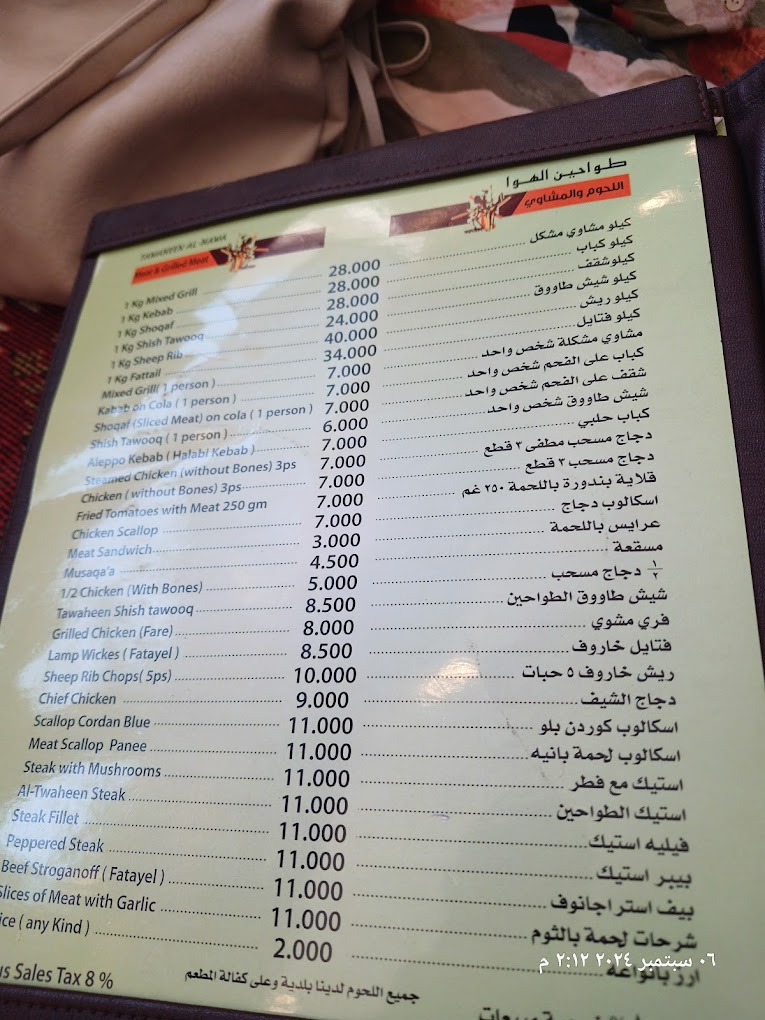 طواحين الهوا
TAWAHEEN AL-HAWA
اللحوم والمشاوي
Meat & Grilled Meat
1 Kg Mixed Grill 28.000 كيلو مشاوي مشكل
1 Kg Kebab 28.000 كيلو كباب
1 Kg Shoqaf 28.000 كيلو شقف
1 Kg Shish Tawooq 24.000 كيلو شيش طاووق
1 Kg Sheep Rib 40.000 كيلو ريش
1 Kg Fattail 34.000 كيلو فتايل
Mixed Grill( 1 person ) 7.000 مشاوي مشكلة شخص واحد
Kabab on Cola ( 1 person ) 7.000 كباب على الفحم شخص واحد
Shoqaf (Sliced Meat) on cola ( 1 person ) 7.000 شقف على الفحم شخص واحد
Shish Tawooq ( 1 person ) 6.000 شيش طاووق شخص واحد
Aleppo Kebab ( Halabi Kebab ) 7.000 كباب حلبي
Steamed Chicken (without Bones) 3ps 7.000 دجاج مسحب مطفى ٣ قطع
Chicken ( without Bones) 3ps 7.000 دجاج مسحب ٣ قطع
Fried Tomatoes with Meat 250 gm 7.000 قلاية بندورة باللحمة ٢٥٠ غم
Chicken Scallop 7.000 اسكالوب دجاج
Meat Sandwich 3.000 عرايس باللحمة
Musaqa'a 4.500 مسقعة
1/2 Chicken (With Bones) 5.000 ١/٢ دجاج مسحب
Tawaheen Shish tawooq 8.500 شيش طاووق الطواحين
Grilled Chicken (Fare) 8.000 فري مشوي
Lamp Wickes ( Fatayel ) 8.500 فتايل خاروف
Sheep Rib Chops( 5ps) 10.000 ريش خاروف ٥ حبات
Chief Chicken 9.000 دجاج الشيف
Scallop Cordan Blue 11.000 اسكالوب كوردن بلو
Meat Scallop Panee 11.000 اسكالوب لحمة بانيه
Steak with Mushrooms 11.000 استيك مع فطر
Al-Twaheen Steak 11.000 استيك الطواحين
Steak Fillet 11.000 فيليه استيك
Peppered Steak 11.000 بيبر استيك
Beef Stroganoff ( Fatayel ) 11.000 بيف استراجانوف
Slices of Meat with Garlic 11.000 شرحات لحمة بالثوم
ice ( any Kind ) 2.000 ارز بانواعة
٠٦ سبتمبر ٢٠٢٤ ٢:١٢ م
us Sales Tax 8 % جميع اللحوم لدينا بلدية وعلى كفالة المطعم